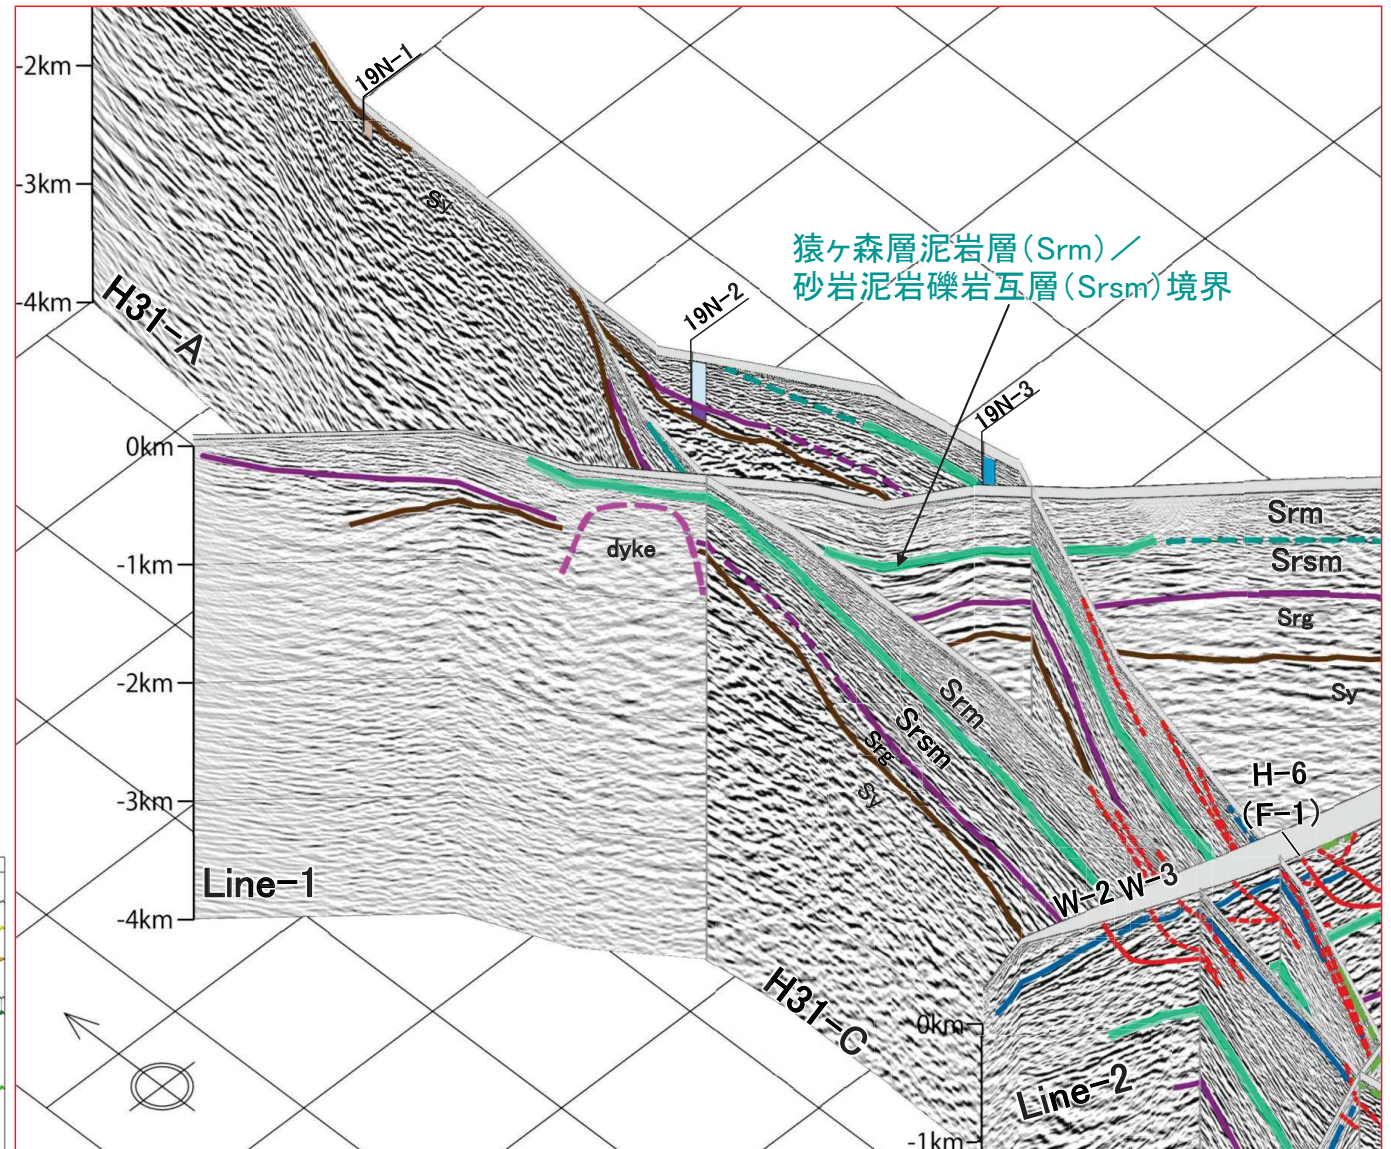 -2km
19N-1
-3km
Sy
猿ヶ森層泥岩層(Srm)／
砂岩泥岩礫岩互層(Srsm)境界
-4km
H31-A
19N-2
19N-3
0km
Srm
dyke
Srsm
-1km
Srg
-2km
Srm
Sy
Srsm
Srg
H-6
(F-1)
Sy
-3km
Line-1
W-2
W-3
-4km
H31-C
0km
Line-2
-1km